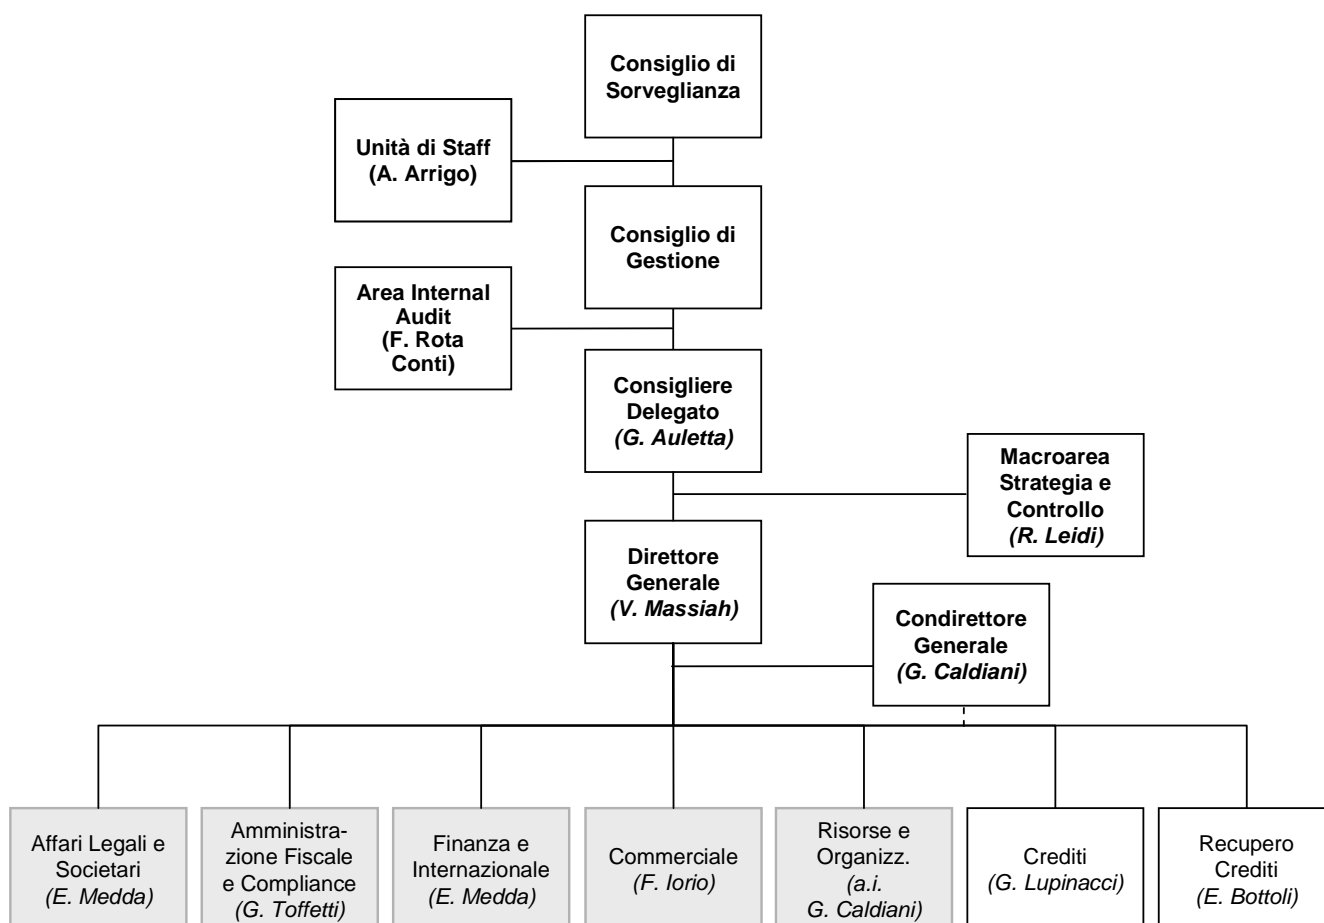 Consiglio di
Sorveglianza
Unità di Staff
(A. Arrigo)
Consiglio di
Gestione
Area Internal
Audit
(F. Rota
Conti)
Consigliere
Delegato
(G. Auletta)
Macroarea
Strategia e
Controllo
(R. Leidi)
Direttore
Generale
(V. Massiah)
Condirettore
Generale
(G. Caldiani)
Affari Legali e
Societari
(E. Medda)
Amministra-
zione Fiscale
e Compliance
(G. Toffetti)
Finanza e
Internazionale
(E. Medda)
Commerciale
(F. Iorio)
Risorse e
Organizz.
(a.i.
G. Caldiani)
Crediti
(G. Lupinacci)
Recupero
Crediti
(E. Bottoli)